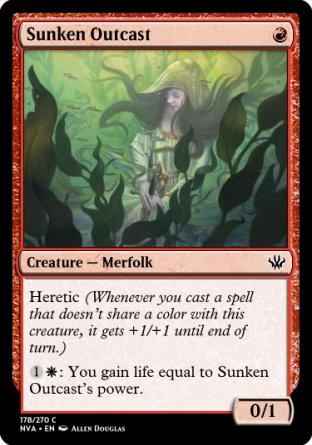 Sunken Outcast
Creature — Merfolk
Heretic (Whenever you cast a spell
that doesn't share a color with this
creature, it gets +1/+1 until end of
turn.)
1: You gain life equal to Sunken
Outcast's power.
0/1
178/270 C
NVA • EN Allen Douglas